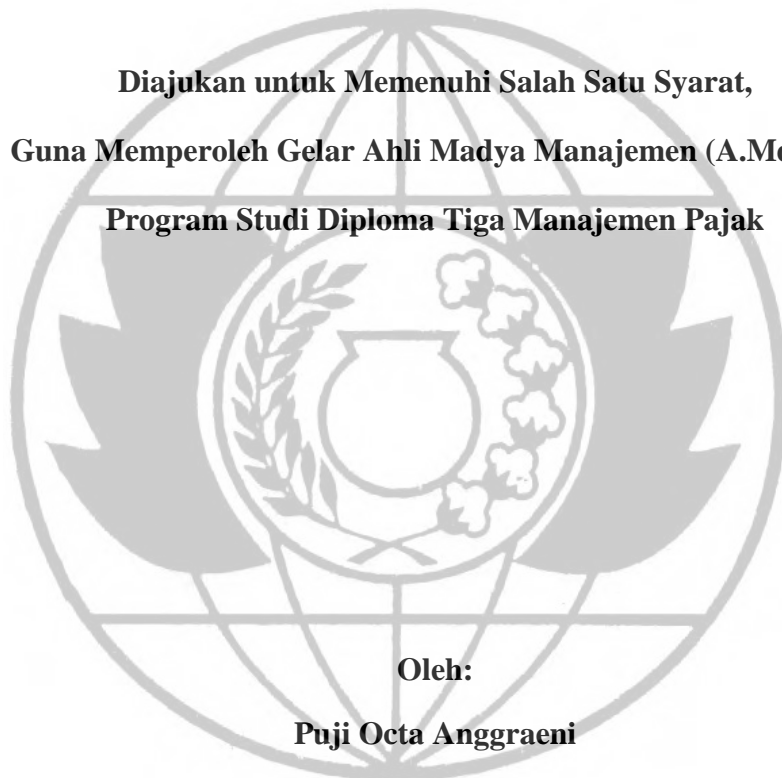 Diajukan untuk Memenuhi Salah Satu Syarat,
Guna Memperoleh Gelar Ahli Madya Manajemen (A.M
Program Studi Diploma Tiga Manajemen Pajak
Oleh:
Puji Octa Anggraeni